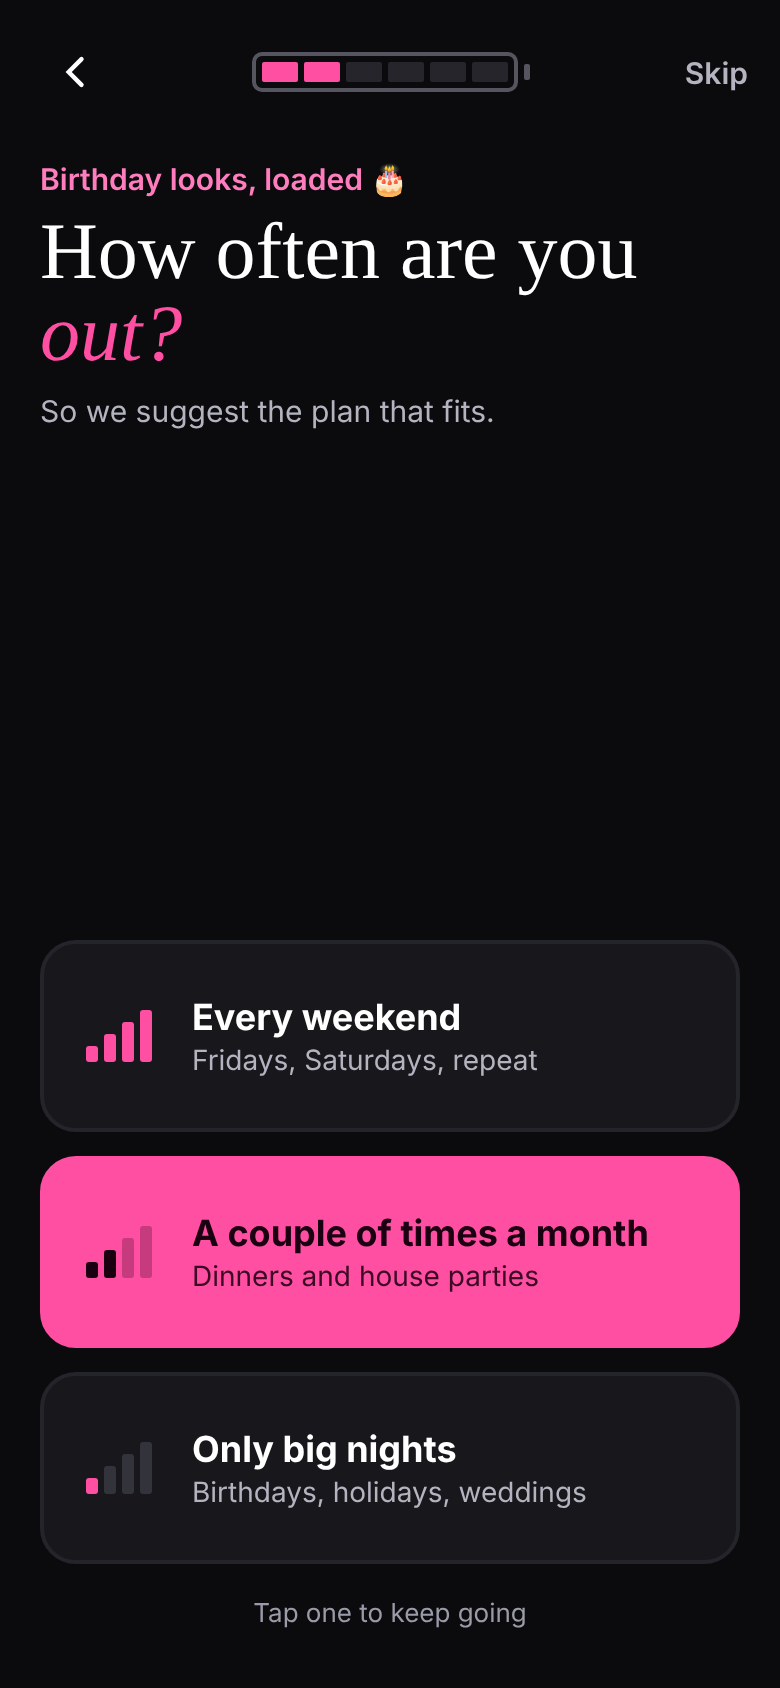 Skip
Birthday looks, loaded 🎂
How often are you
out?
So we suggest the plan that fits.
Every weekend
Fridays, Saturdays, repeat
A couple of times a month
Dinners and house parties
Only big nights
Birthdays, holidays, weddings
Tap one to keep going